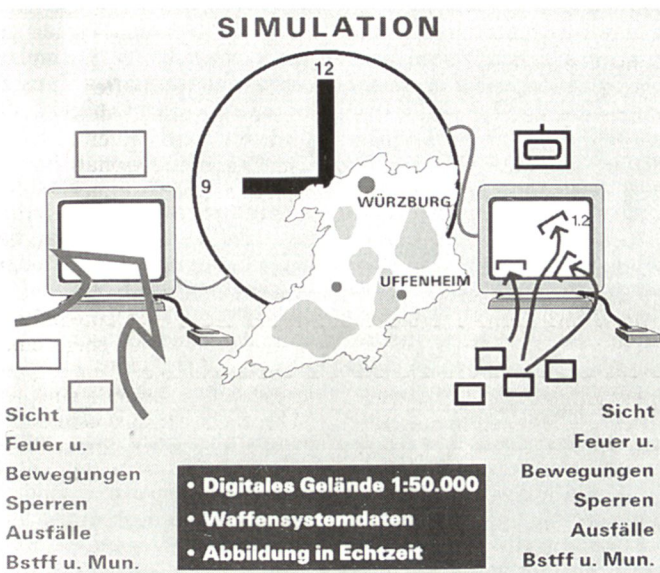 SIMULATION
12
9
WÜRZBURG
UFFENHEIM
1.2
Sicht
Feuer u.
Bewegungen
Sperren
Ausfälle
Bstff u. Mun.
• Digitales Gelände 1:50.000
• Waffensystemdaten
• Abbildung in Echtzeit
Sicht
Feuer u.
Bewegungen
Sperren
Ausfälle
Bstff u. Mun.